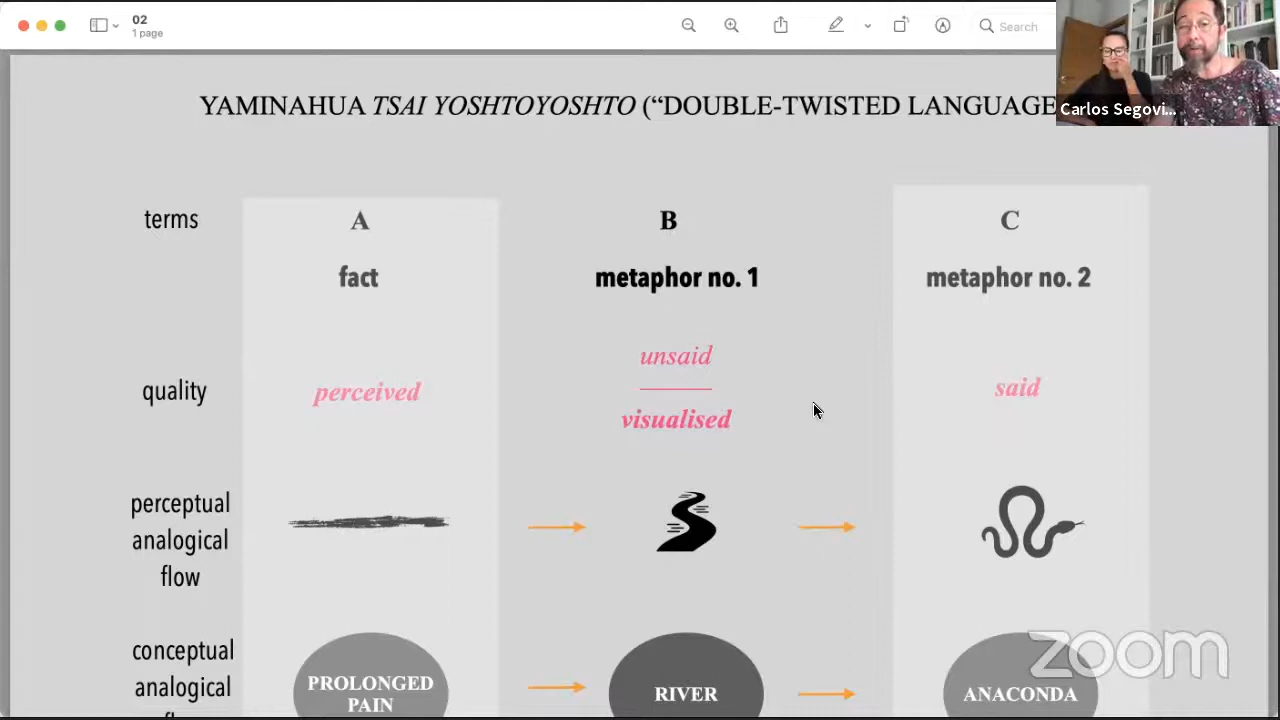 02
1 page
Search
Carlos Segovi...
YAMINAHUA TSAI YOSHTOYOSHTO (“DOUBLE-TWISTED LANGUAGE
terms
A
B
C
fact
metaphor no. 1
metaphor no. 2
quality
perceived
unsaid
visualised
said
perceptual
analogical
flow
conceptual
analogical
PROLONGED
PAIN
RIVER
ANACONDA
zoom